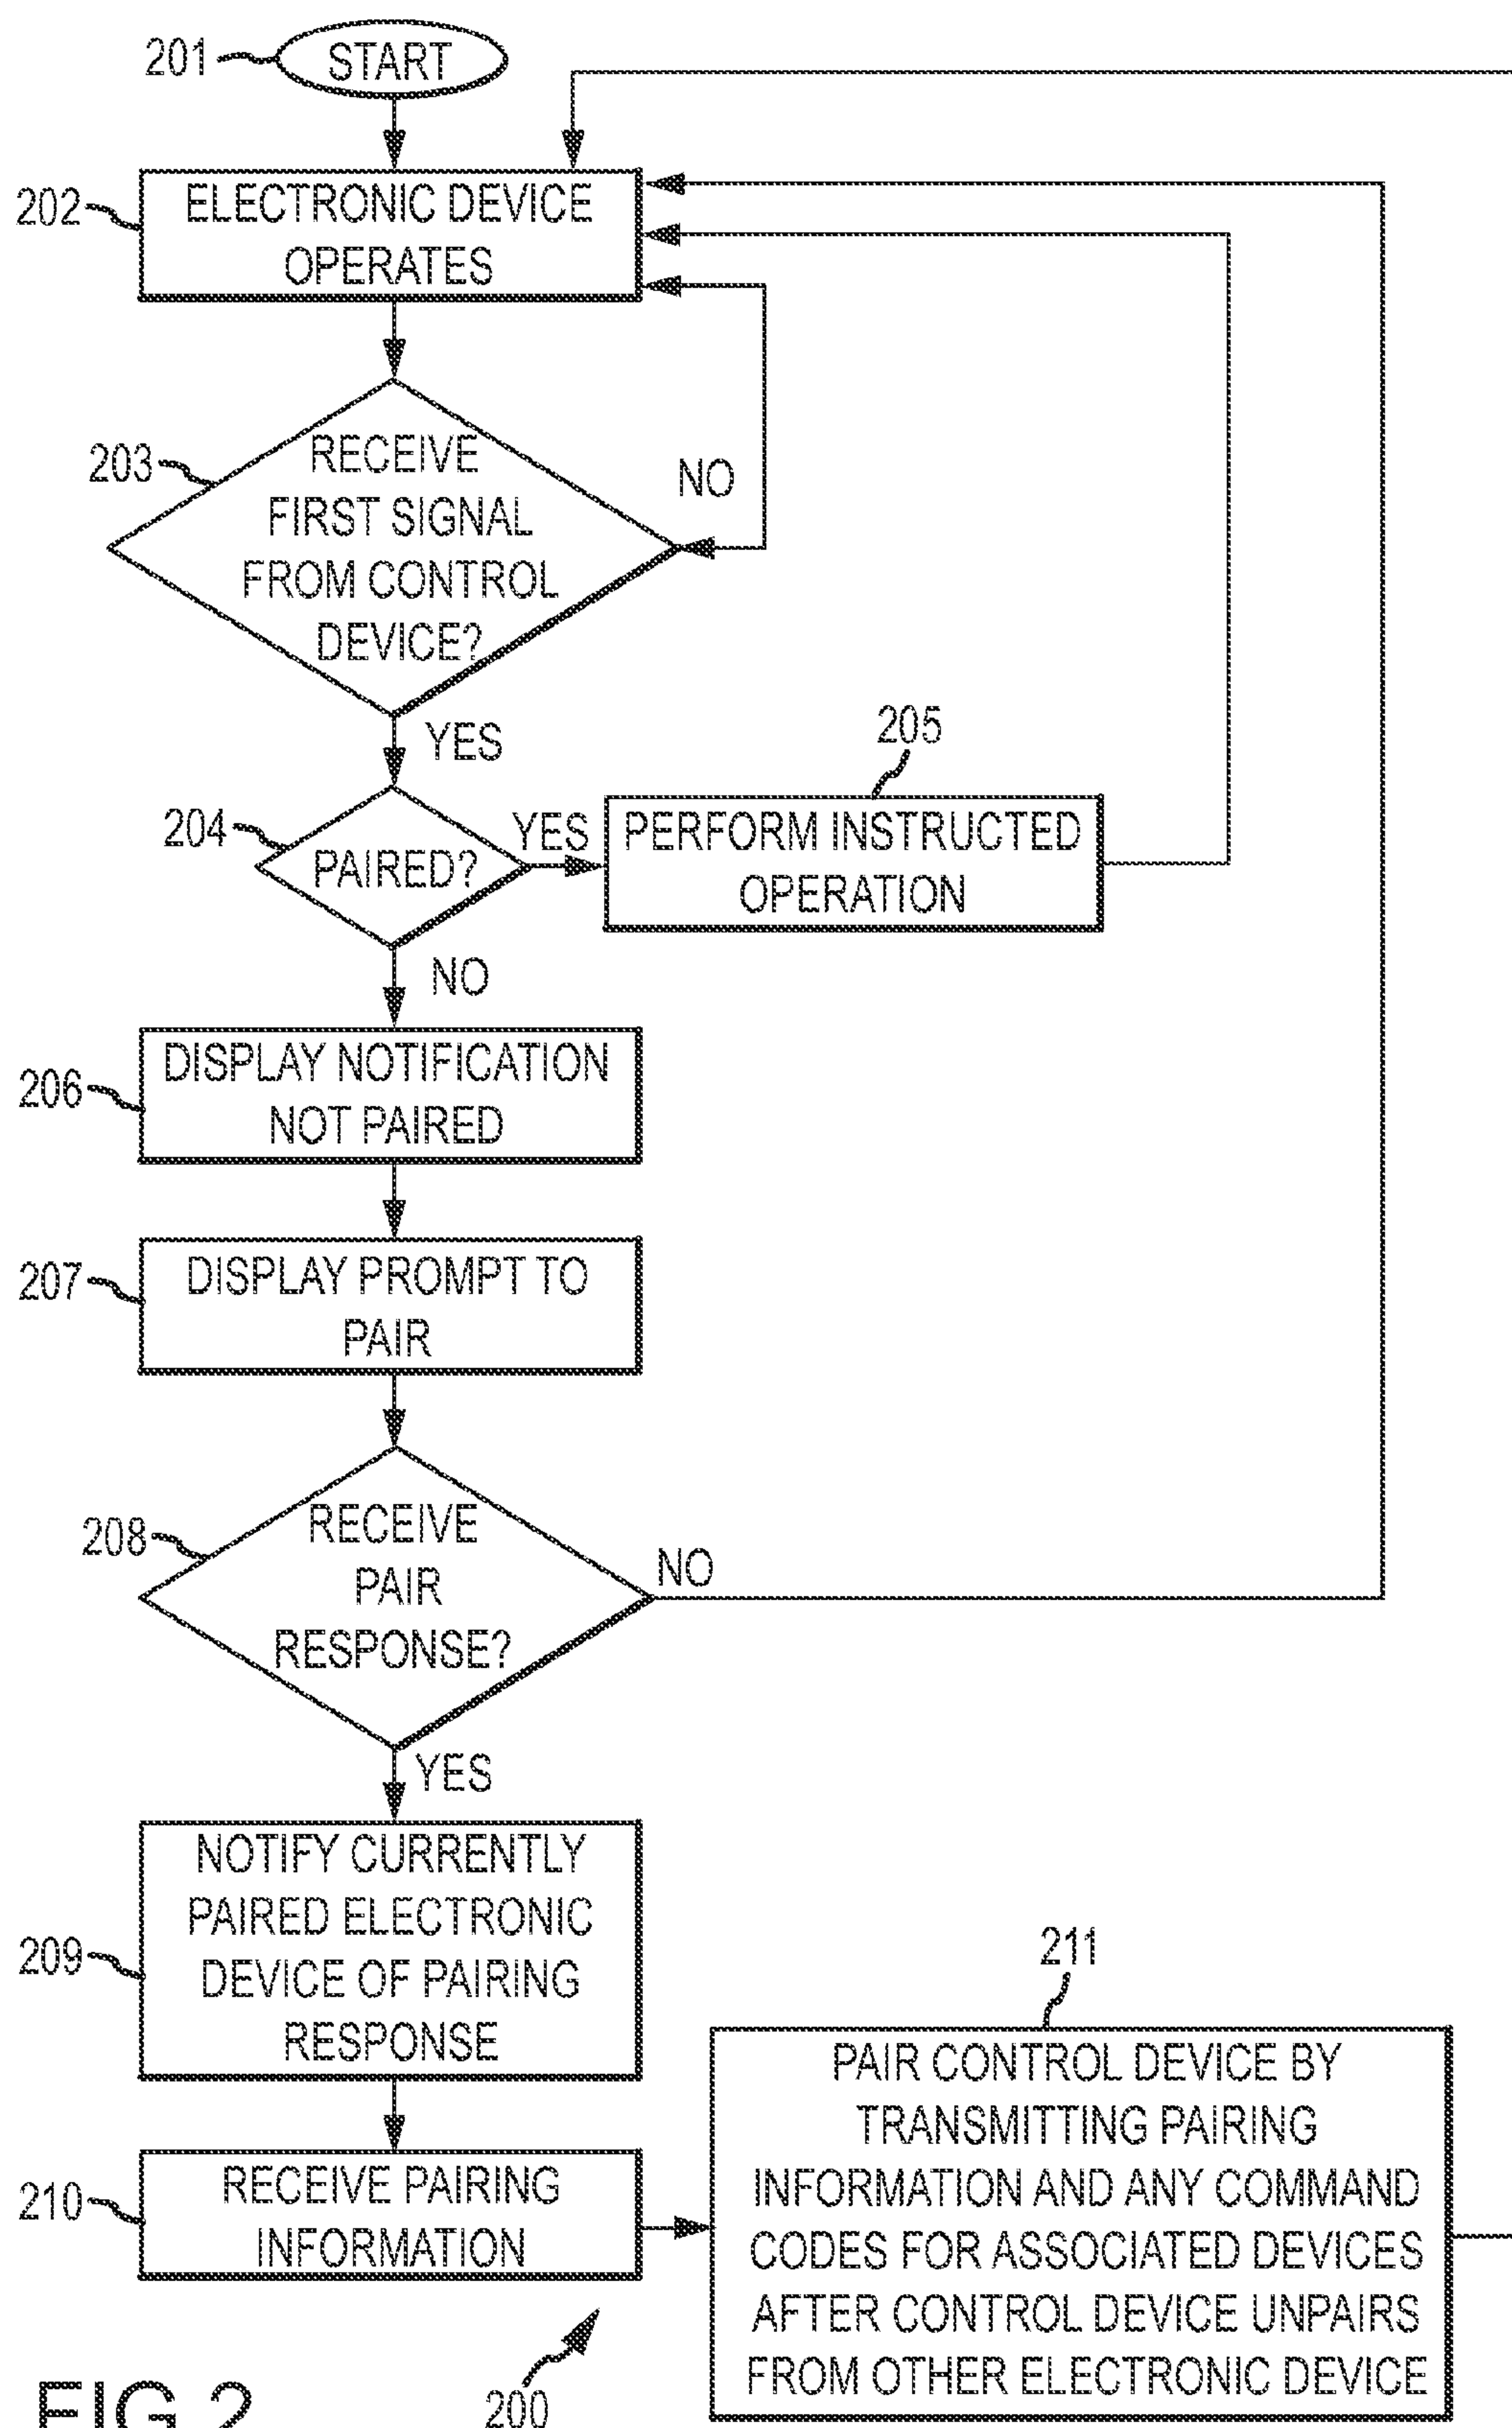 201
START
202
ELECTRONIC DEVICE
OPERATES
203
RECEIVE
FIRST SIGNAL
FROM CONTROL
DEVICE?
NO
YES
204
PAIRED?
YES
205
PERFORM INSTRUCTED
OPERATION
NO
206
DISPLAY NOTIFICATION
NOT PAIRED
207
DISPLAY PROMPT TO
PAIR
208
RECEIVE
PAIR
RESPONSE?
NO
YES
209
NOTIFY CURRENTLY
PAIRED ELECTRONIC
DEVICE OF PAIRING
RESPONSE
210
RECEIVE PAIRING
INFORMATION
211
PAIR CONTROL DEVICE BY
TRANSMITTING PAIRING
INFORMATION AND ANY COMMAND
CODES FOR ASSOCIATED DEVICES
AFTER CONTROL DEVICE UNPAIRS
FROM OTHER ELECTRONIC DEVICE
200
FIG.2